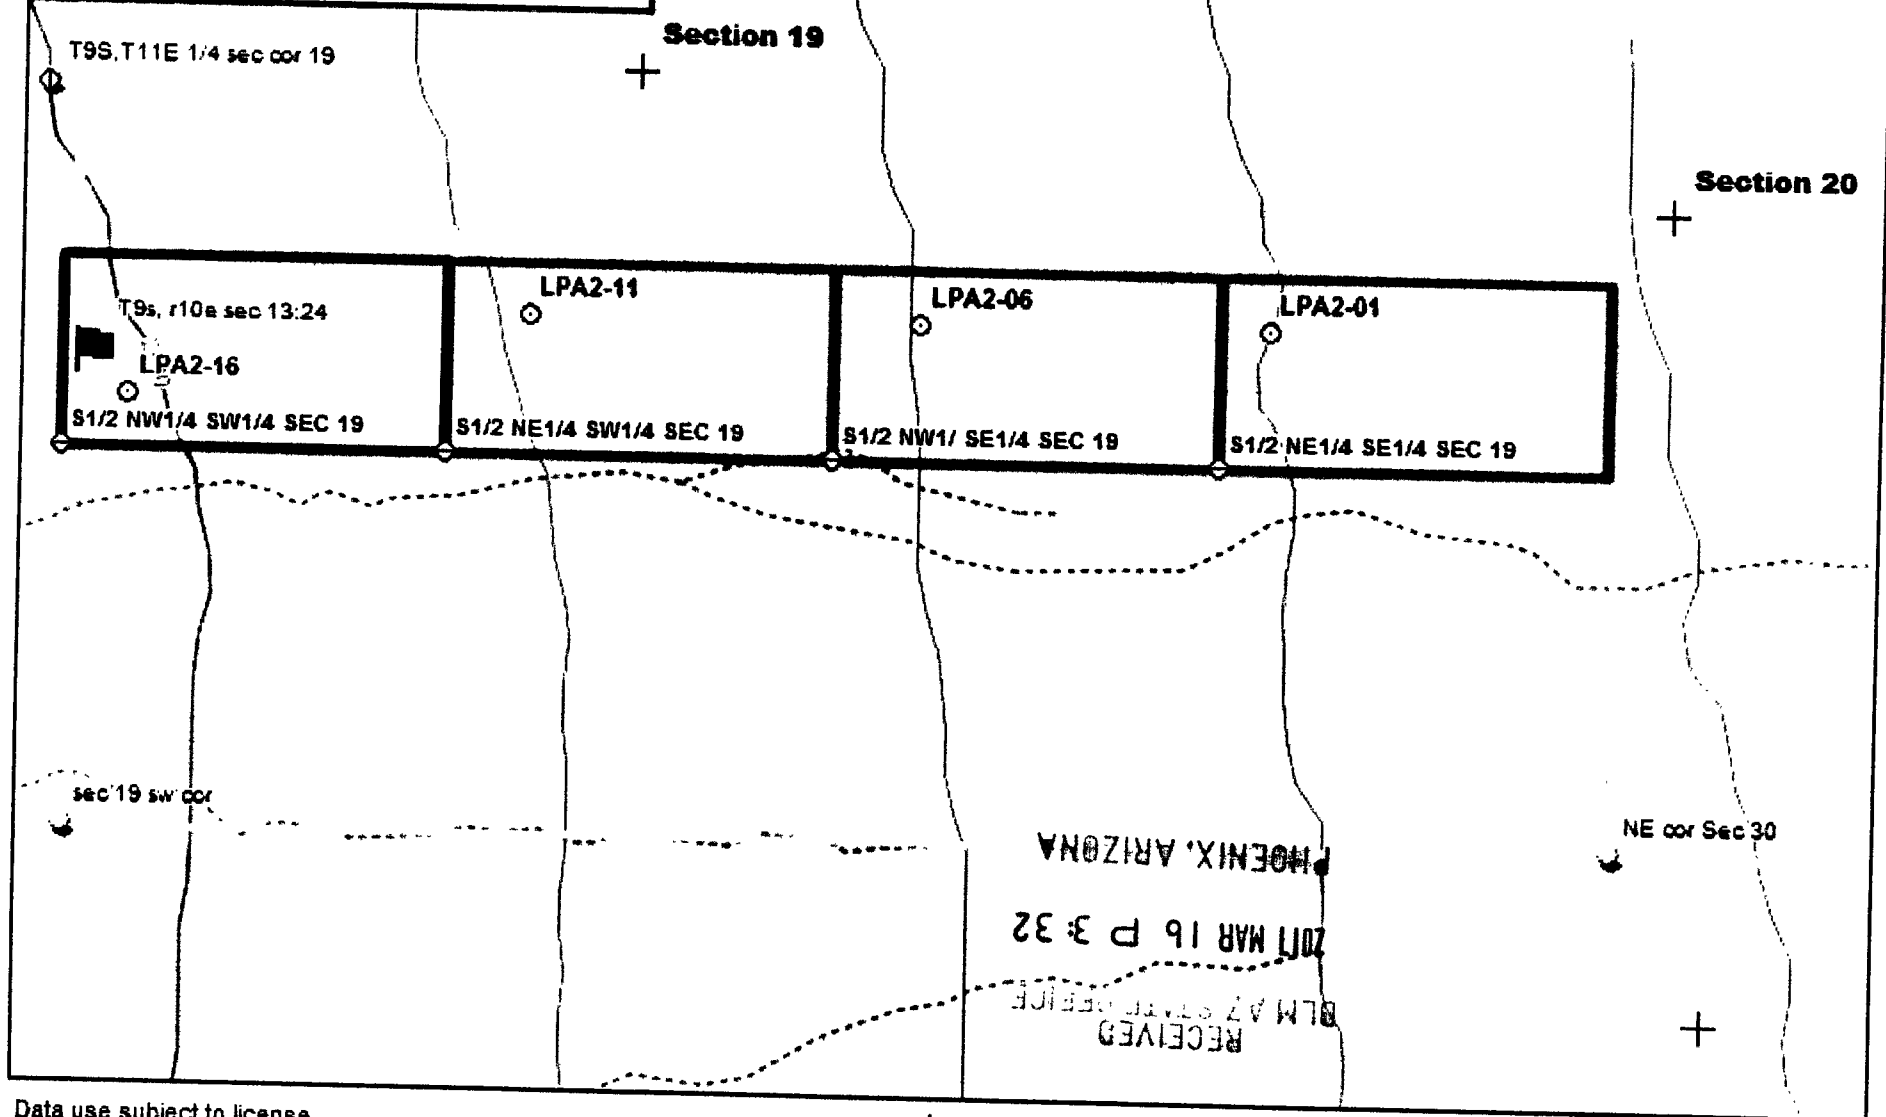 Section 19
T9S,T11E 1/4 sec cor 19
Section 20
LPA2-11
LPA2-06
LPA2-01
T9s, r10e sec 13:24
LPA2-16
S1/2 NW1/4 SW1/4 SEC 19
S1/2 NE1/4 SW1/4 SEC 19
S1/2 NW1/ SE1/4 SEC 19
S1/2 NE1/4 SE1/4 SEC 19
sec 19 sw cor
NE cor Sec 30
RECEIVED
BLM AZ STATE OFFICE
2017 MAR 16 P 3:32
PHOENIX, ARIZONA
Data use subject to license